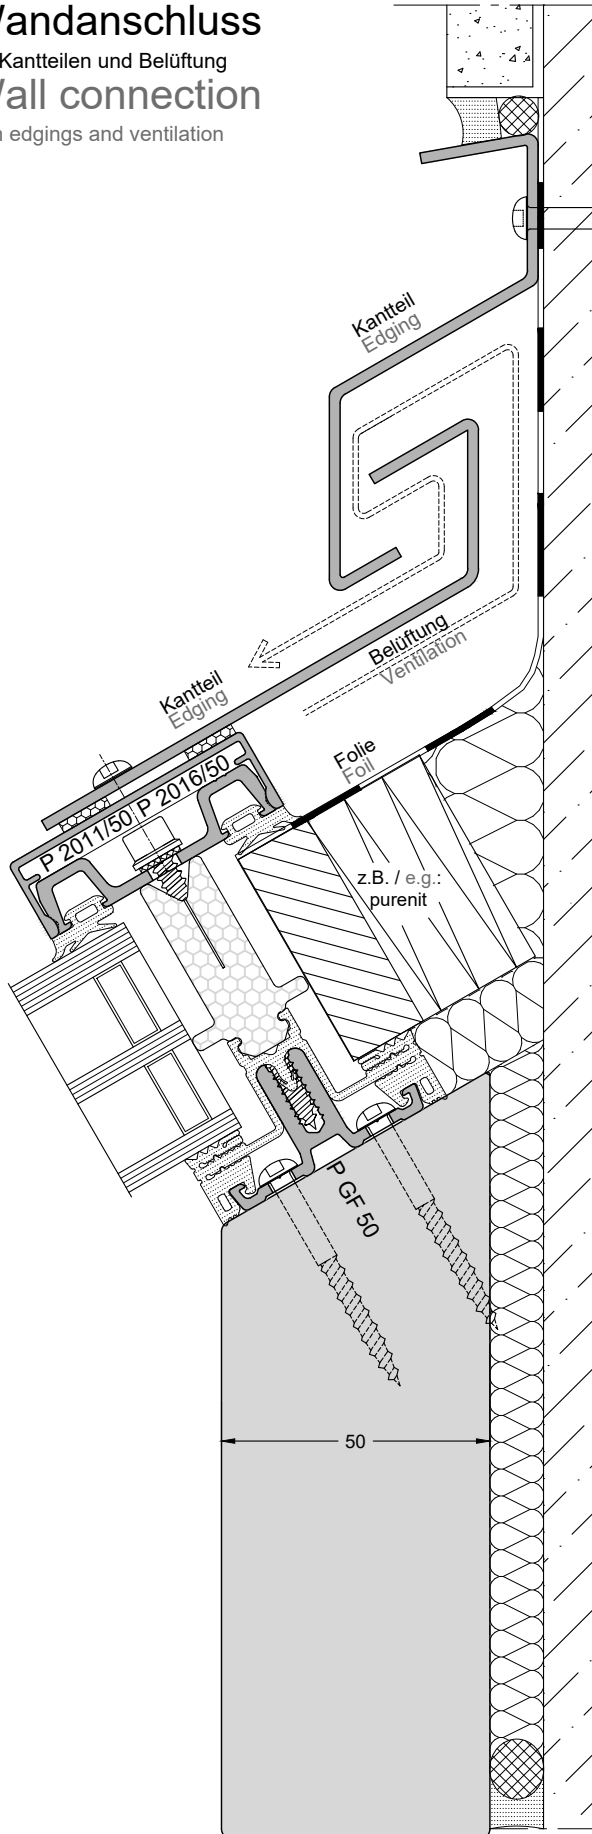 Wandanschluss
Kantteilen und Belüftung
Wall connection
edgings and ventilation
Kantteil
Edging
Belüftung
Ventilation
Kantteil
Edging
Folie
Foil
P 2011/50 P 2016/50
z.B. / e.g.:
purenit
P GF 50
50